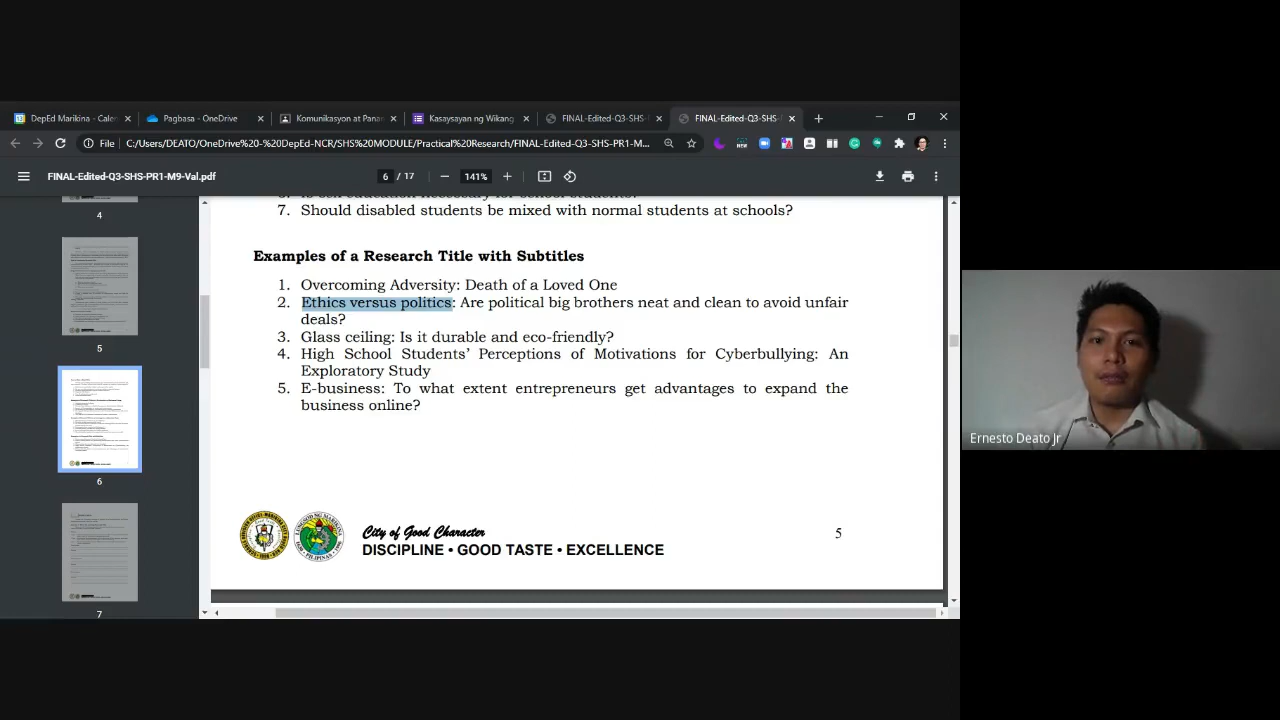 DepEd Marikina - Calen
Pagbasa - OneDrive
Komunikasyon at Panan
Kasaysayan ng Wikang
FINAL-Edited-Q3-SHS-
FINAL-Edited-Q3-SHS-
File
C:/Users/DEATO/OneDrive%20-%20DepEd-NCR/SHS%20MODULE/Practical%20Research/FINAL-Edited-Q3-SHS-PR1-M...
FINAL-Edited-Q3-SHS-PR1-M9-Val.pdf
6 / 17
141%
4
5
6
7
7. Should disabled students be mixed with normal students at schools?
Examples of a Research Title with Subtitles
1. Overcoming Adversity: Death of a Loved One
2. Ethics versus politics: Are political big brothers neat and clean to avoid unfair
deals?
3. Glass ceiling: Is it durable and eco-friendly?
4. High School Students' Perceptions of Motivations for Cyberbullying: An
Exploratory Study
5. E-business: To what extent entrepreneurs get advantages to expand the
business online?
City of Good Character
DISCIPLINE • GOOD TASTE • EXCELLENCE
5
Ernesto Deato Jr